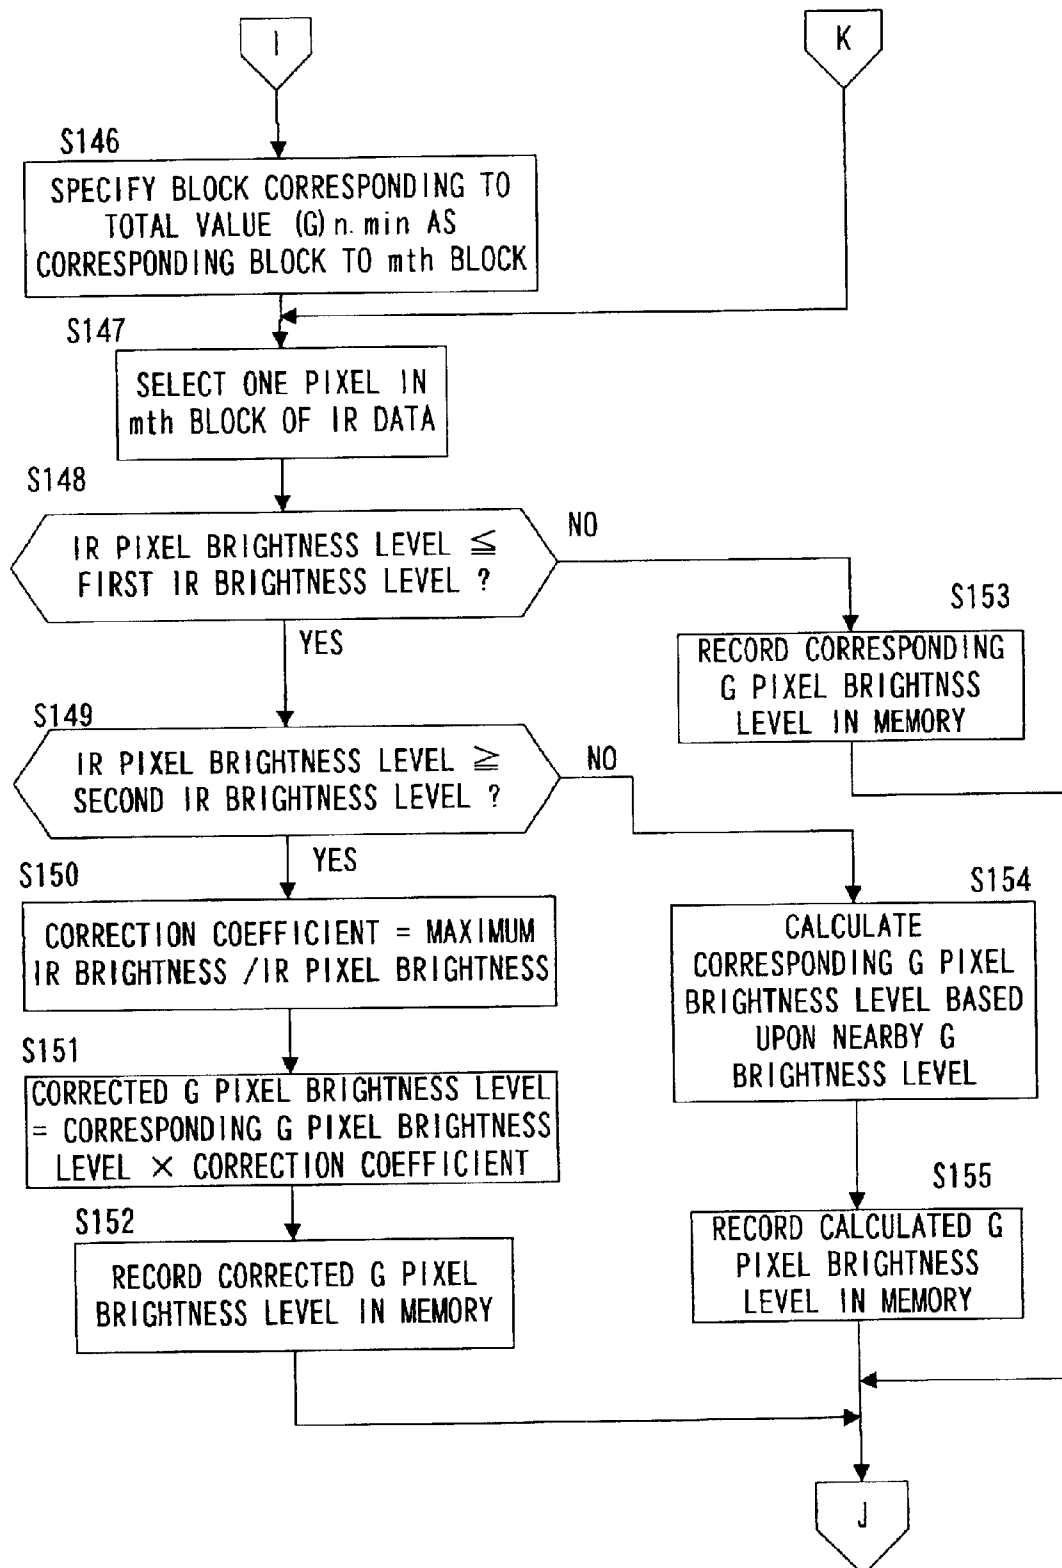 I
K
S146
SPECIFY BLOCK CORRESPONDING TO
TOTAL VALUE (G) n. min AS
CORRESPONDING BLOCK TO mth BLOCK
S147
SELECT ONE PIXEL IN
mth BLOCK OF IR DATA
S148
IR PIXEL BRIGHTNESS LEVEL ≦
FIRST IR BRIGHTNESS LEVEL ?
NO
YES
S153
RECORD CORRESPONDING
G PIXEL BRIGHTNSS
LEVEL IN MEMORY
S149
IR PIXEL BRIGHTNESS LEVEL ≧
SECOND IR BRIGHTNESS LEVEL ?
NO
YES
S150
CORRECTION COEFFICIENT = MAXIMUM
IR BRIGHTNESS /IR PIXEL BRIGHTNESS
S154
CALCULATE
CORRESPONDING G PIXEL
BRIGHTNESS LEVEL BASED
UPON NEARBY G
BRIGHTNESS LEVEL
S151
CORRECTED G PIXEL BRIGHTNESS LEVEL
= CORRESPONDING G PIXEL BRIGHTNESS
LEVEL × CORRECTION COEFFICIENT
S152
RECORD CORRECTED G PIXEL
BRIGHTNESS LEVEL IN MEMORY
S155
RECORD CALCULATED G
PIXEL BRIGHTNESS
LEVEL IN MEMORY
J